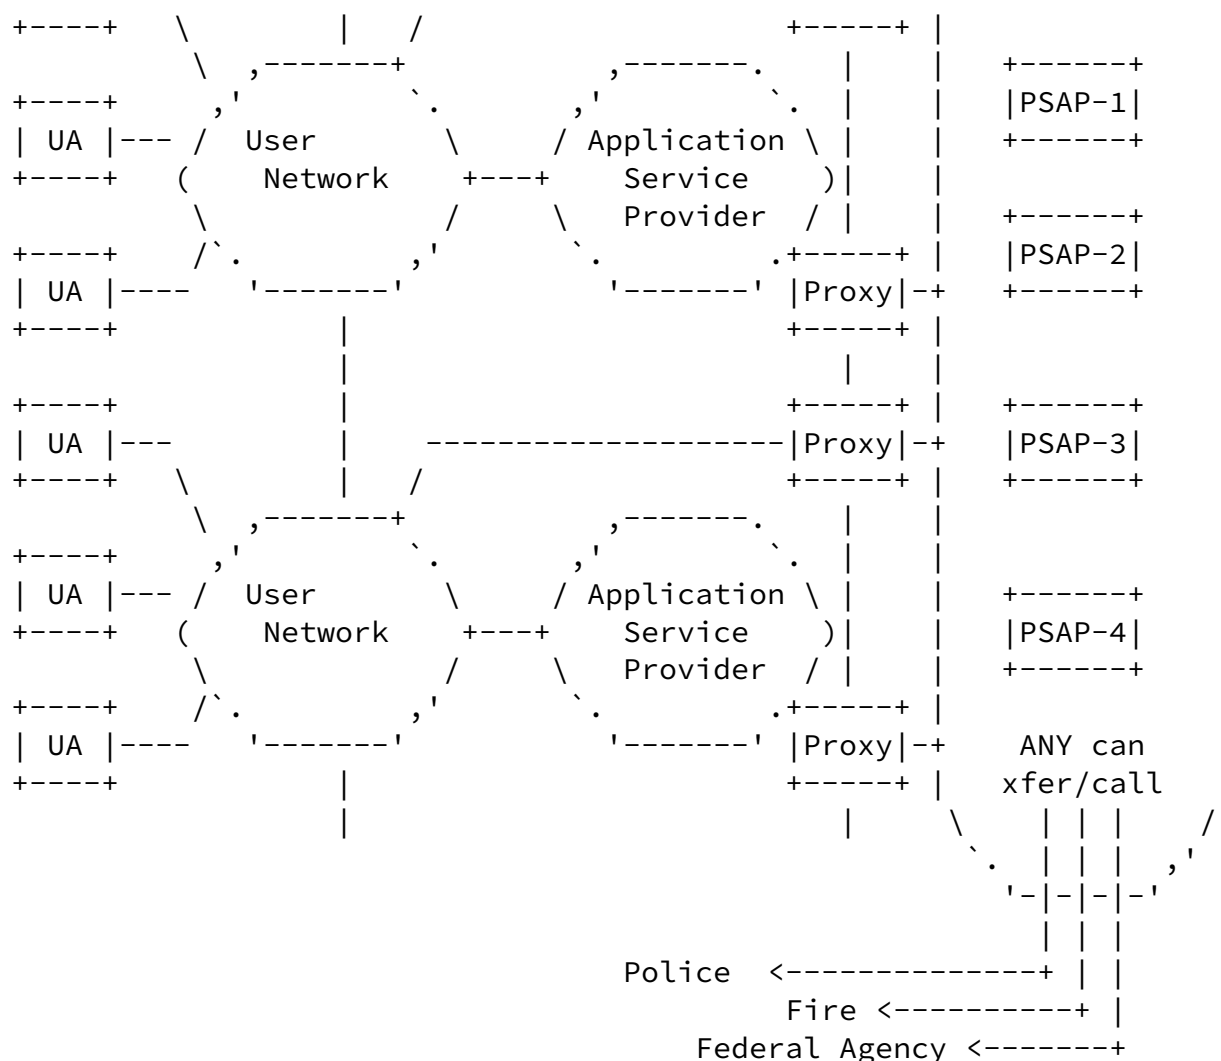 PSAP-1
UA User Application
Network Service
Provider
PSAP-2
UA Proxy
UA Proxy PSAP-3
UA User Application
Network Service PSAP-4
Provider
UA Proxy ANY can
xfer/call
Police
Fire
Federal Agency